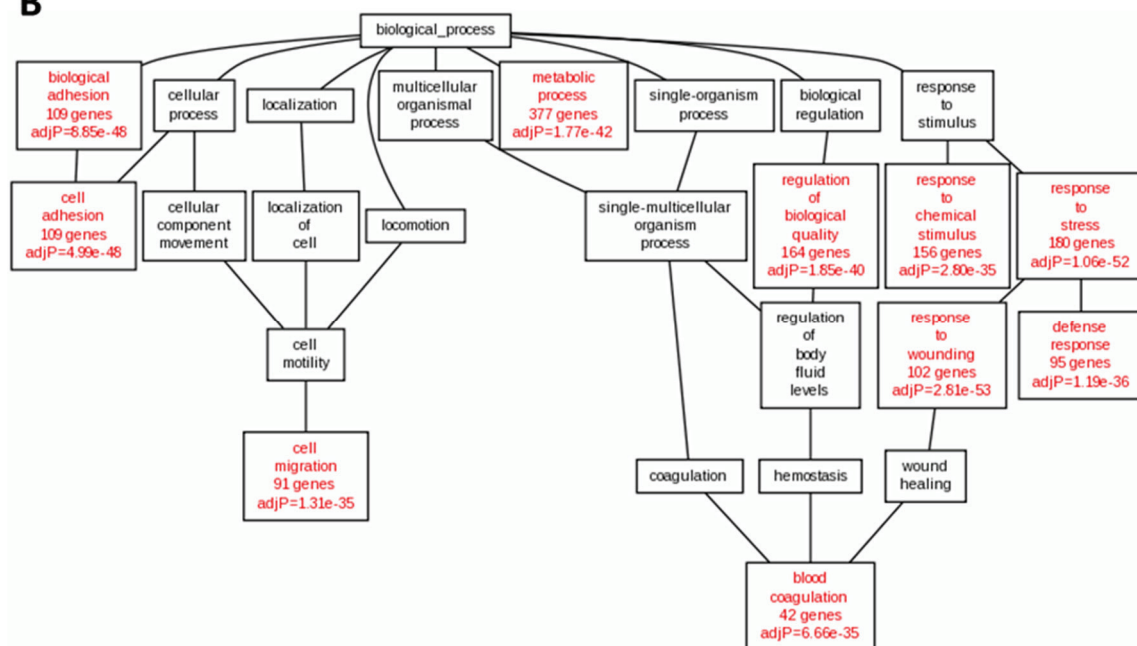 B
biological_process
biological
adhesion
109 genes
adjP=8.85e-48
cellular
process
localization
multicellular
organismal
process
metabolic
process
377 genes
adjP=1.77e-42
single-organism
process
biological
regulation
response
to
stimulus
cell
adhesion
109 genes
adjP=4.99e-48
cellular
component
movement
localization
of
cell
locomotion
single-multicellular
organism
process
regulation
of
biological
quality
164 genes
adjP=1.85e-40
response
to
chemical
stimulus
156 genes
adjP=2.80e-35
response
to
stress
180 genes
adjP=1.06e-52
cell
motility
regulation
of
body
fluid
levels
response
to
wounding
102 genes
adjP=2.81e-53
defense
response
95 genes
adjP=1.19e-36
cell
migration
91 genes
adjP=1.31e-35
coagulation
hemostasis
wound
healing
blood
coagulation
42 genes
adjP=6.66e-35